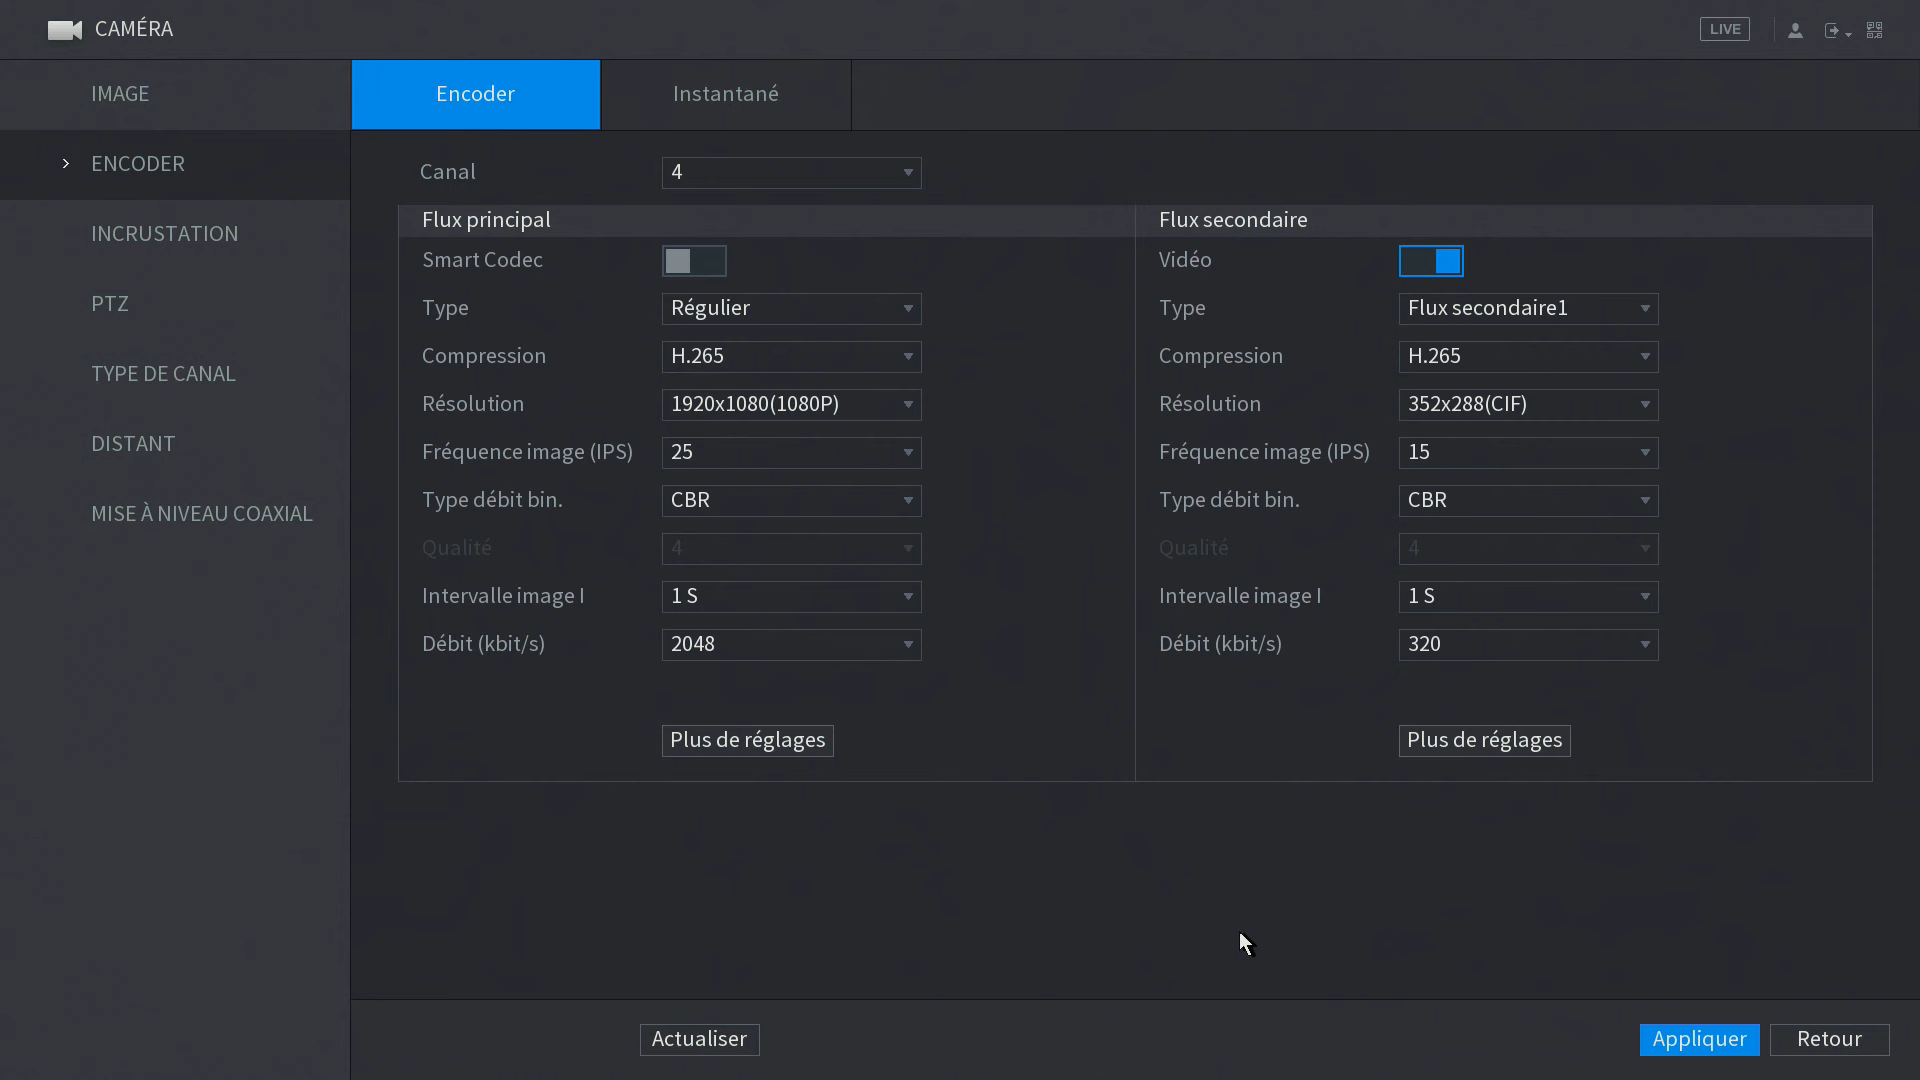 CAMÉRA
LIVE
IMAGE
Encoder
Instantané
ENCODER
INCRUSTATION
PTZ
TYPE DE CANAL
DISTANT
MISE À NIVEAU COAXIAL
Canal
4
Flux principal
Smart Codec
Type
Régulier
Compression
H.265
Résolution
1920x1080(1080P)
Fréquence image (IPS)
25
Type débit bin.
CBR
Qualité
4
Intervalle image I
1 S
Débit (kbit/s)
2048
Plus de réglages
Flux secondaire
Vidéo
Type
Flux secondaire1
Compression
H.265
Résolution
352x288(CIF)
Fréquence image (IPS)
15
Type débit bin.
CBR
Qualité
4
Intervalle image I
1 S
Débit (kbit/s)
320
Plus de réglages
Actualiser
Appliquer
Retour